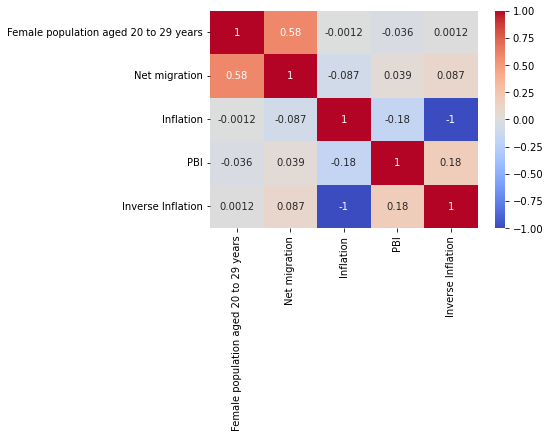 Female population aged 20 to 29 years 1 0.58 -0.0012 -0.036 0.0012
Net migration 0.58 1 -0.087 0.039 0.087
Inflation -0.0012 -0.087 1 -0.18 -1
PBI -0.036 0.039 -0.18 1 0.18
Inverse Inflation 0.0012 0.087 -1 0.18 1
Female population aged 20 to 29 years
Net migration
Inflation
PBI
Inverse Inflation
1.00
0.75
0.50
0.25
0.00
-0.25
-0.50
-0.75
-1.00